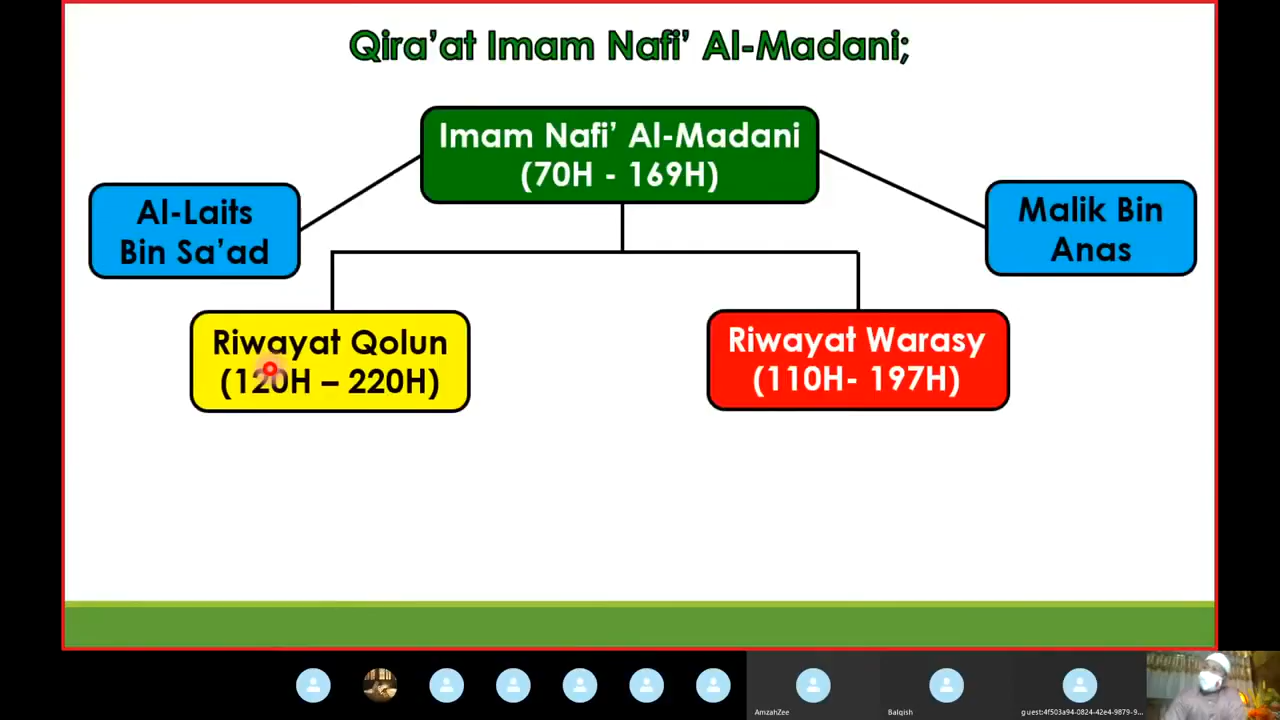 Qira’at Imam Nafi’ Al-Madani;
Imam Nafi’ Al-Madani
(70H - 169H)
Al-Laits
Bin Sa’ad
Malik Bin
Anas
Riwayat Qolun
(120H – 220H)
Riwayat Warasy
(110H- 197H)
AmzahZee
Balqish
guest:4f503a94-0824-42e4-9879-9...